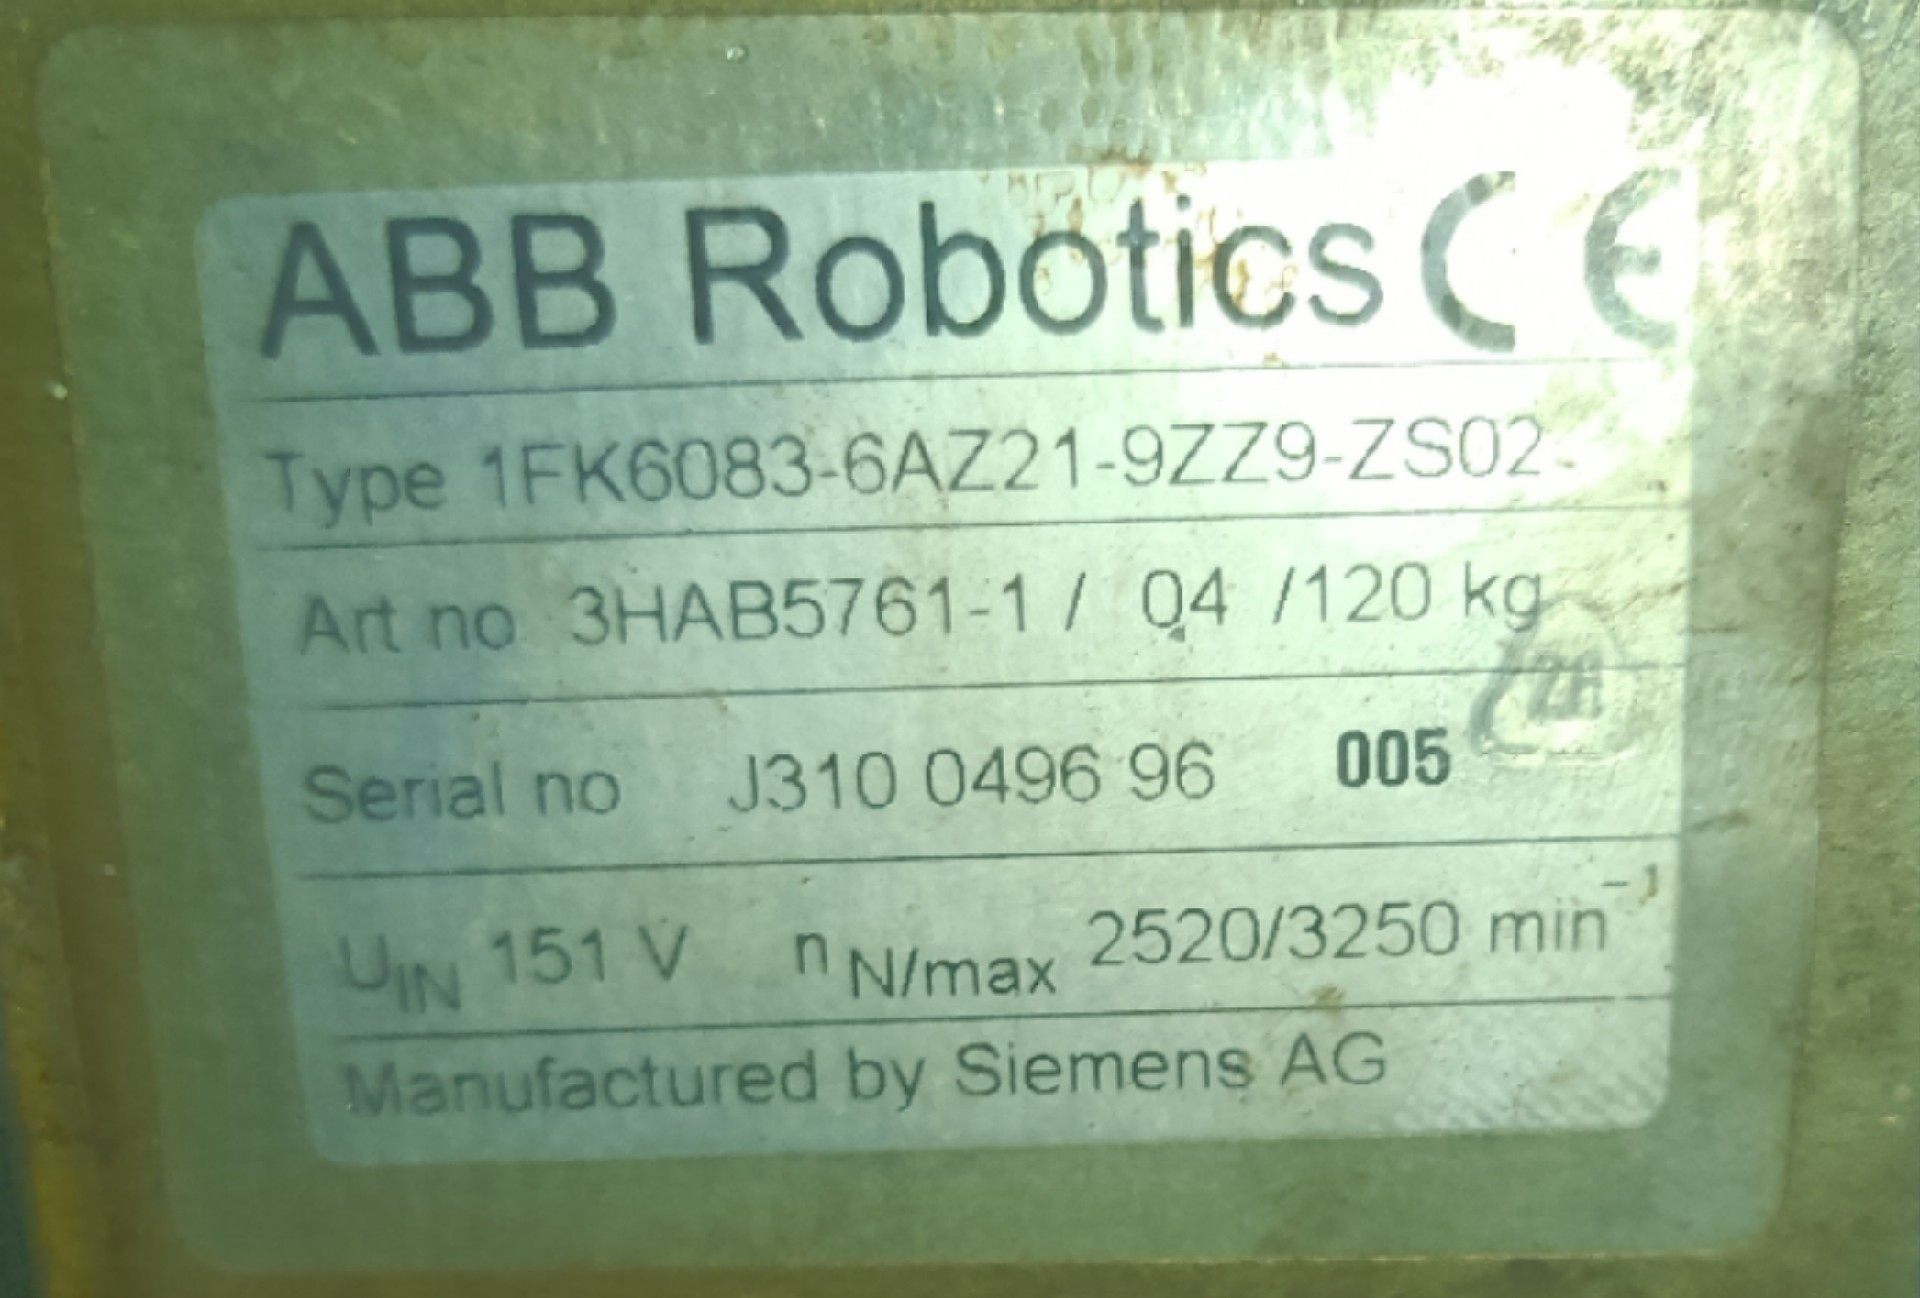 ABB Robotics CE
Type 1FK6083-6AZ21-9ZZ9-ZS02
Art no 3HAB5761-1 / 04 /120 kg
ZA
Serial no J310 0496 96 005
UIN 151 V nN/max 2520/3250 min⁻¹
Manufactured by Siemens AG